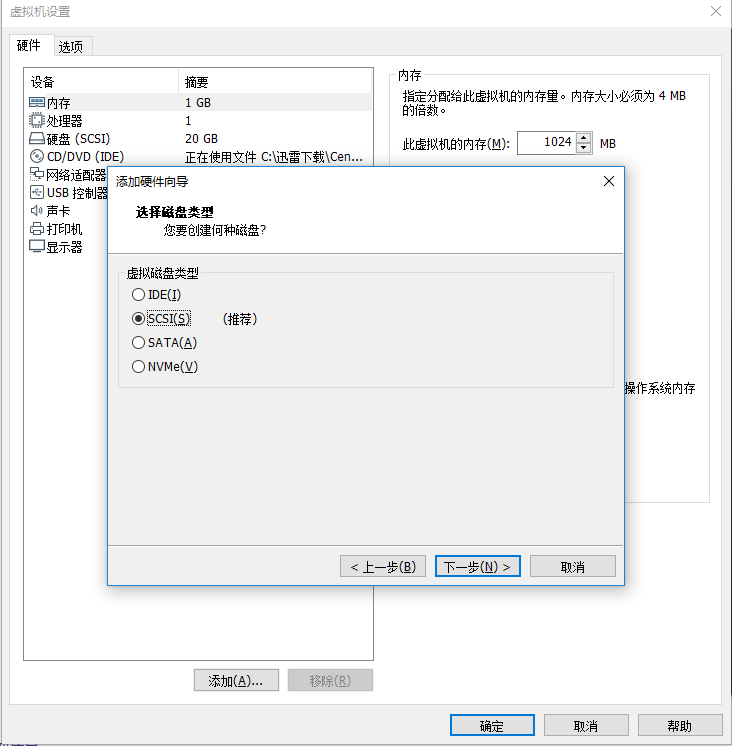 虚拟机设置
硬件 选项
设备 摘要
内存 1 GB
处理器 1
硬盘 (SCSI) 20 GB
CD/DVD (IDE) 正在使用文件 C:\迅雷下载\Cen...
网络适配器
USB 控制器
声卡
打印机
显示器
内存
指定分配给此虚拟机的内存量。内存大小必须为 4 MB
的倍数。
此虚拟机的内存(M): 1024 MB
操作系统内存
添加硬件向导
选择磁盘类型
您要创建何种磁盘?
虚拟磁盘类型
IDE(I)
SCSI(S) (推荐)
SATA(A)
NVMe(V)
< 上一步(B) 下一步(N) > 取消
添加(A)... 移除(R)
确定 取消 帮助